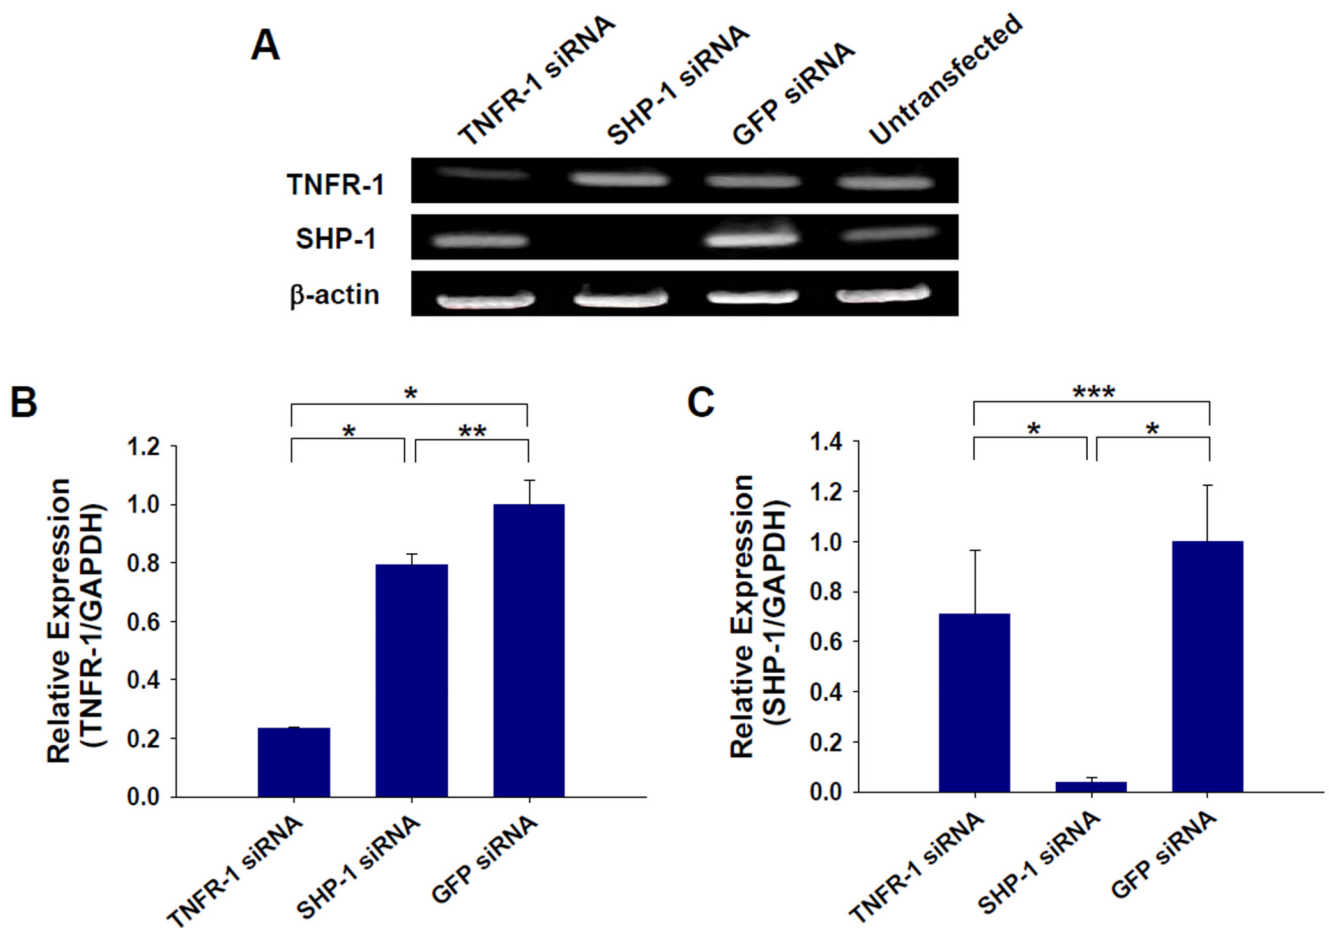 A
TNFR-1 siRNA
SHP-1 siRNA
GFP siRNA
Untransfected
TNFR-1
SHP-1
β-actin
B
*
*
**
Relative Expression
(TNFR-1/GAPDH)
1.2
1.0
0.8
0.6
0.4
0.2
0.0
TNFR-1 siRNA
SHP-1 siRNA
GFP siRNA
C
***
*
*
Relative Expression
(SHP-1/GAPDH)
1.4
1.2
1.0
0.8
0.6
0.4
0.2
0.0
TNFR-1 siRNA
SHP-1 siRNA
GFP siRNA